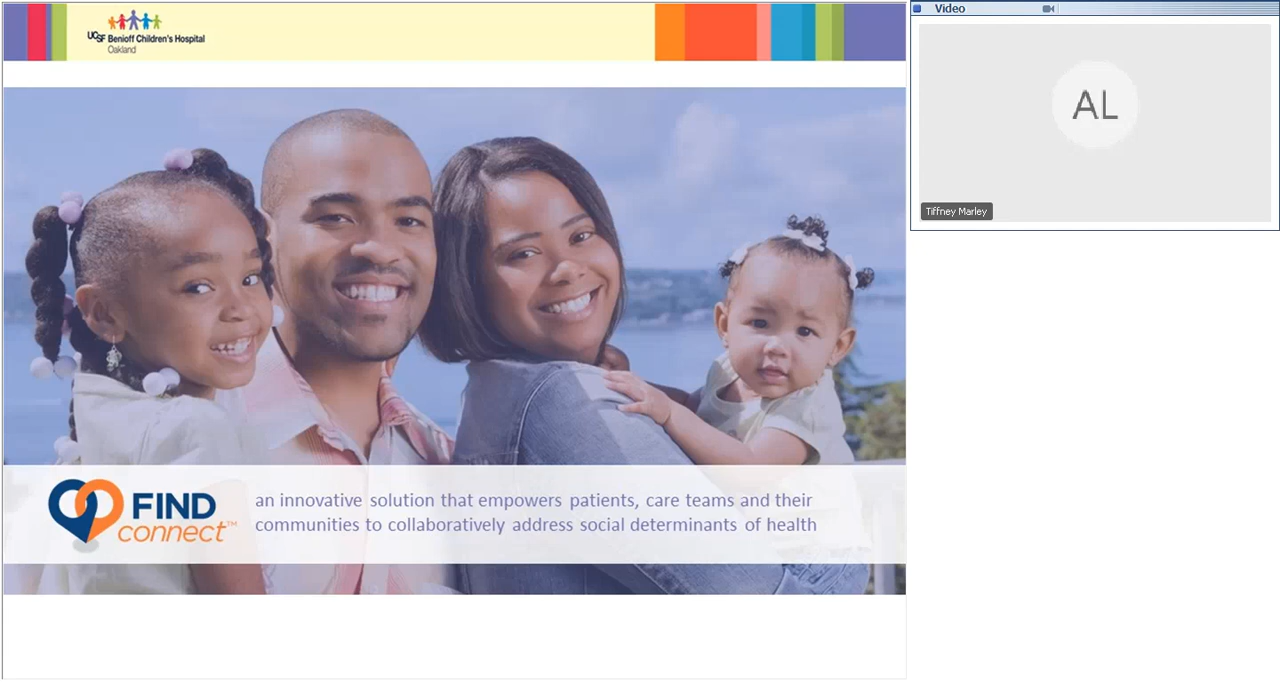 UCSF Benioff Children's Hospital
Oakland
FIND
connect™
an innovative solution that empowers patients, care teams and their
communities to collaboratively address social determinants of health
Video
AL
Tiffney Marley